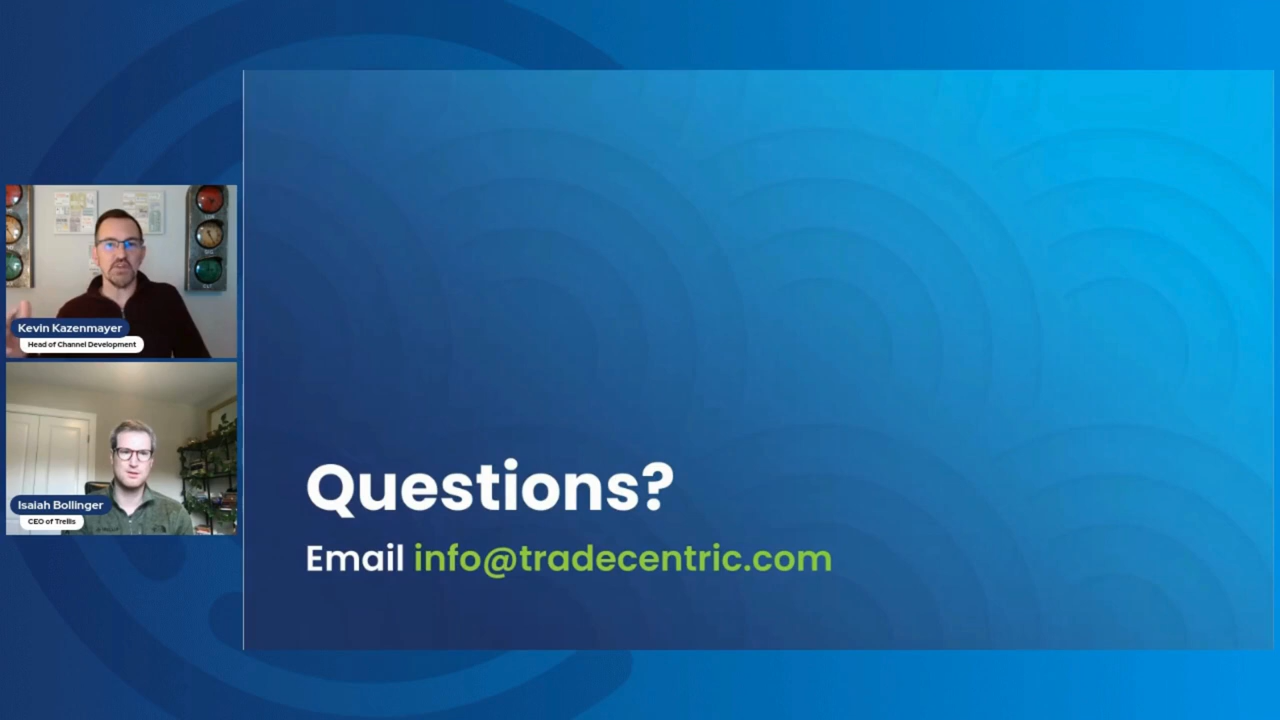 Kevin Kazenmayer
Head of Channel Development
Isaiah Bollinger
CEO of Trellis
Questions?
Email info@tradecentric.com